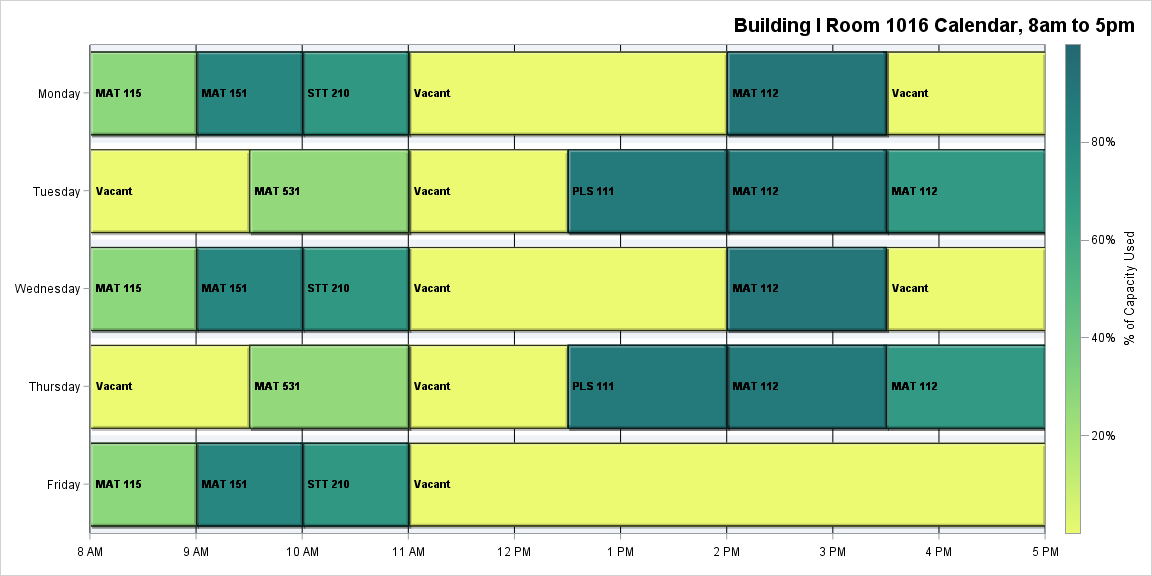 Building I Room 1016 Calendar, 8am to 5pm
Monday MAT 115 MAT 151 STT 210 Vacant MAT 112 Vacant
Tuesday Vacant MAT 531 Vacant PLS 111 MAT 112 MAT 112
Wednesday MAT 115 MAT 151 STT 210 Vacant MAT 112 Vacant
Thursday Vacant MAT 531 Vacant PLS 111 MAT 112 MAT 112
Friday MAT 115 MAT 151 STT 210 Vacant
8 AM 9 AM 10 AM 11 AM 12 PM 1 PM 2 PM 3 PM 4 PM 5 PM
80%
60%
40%
20%
% of Capacity Used